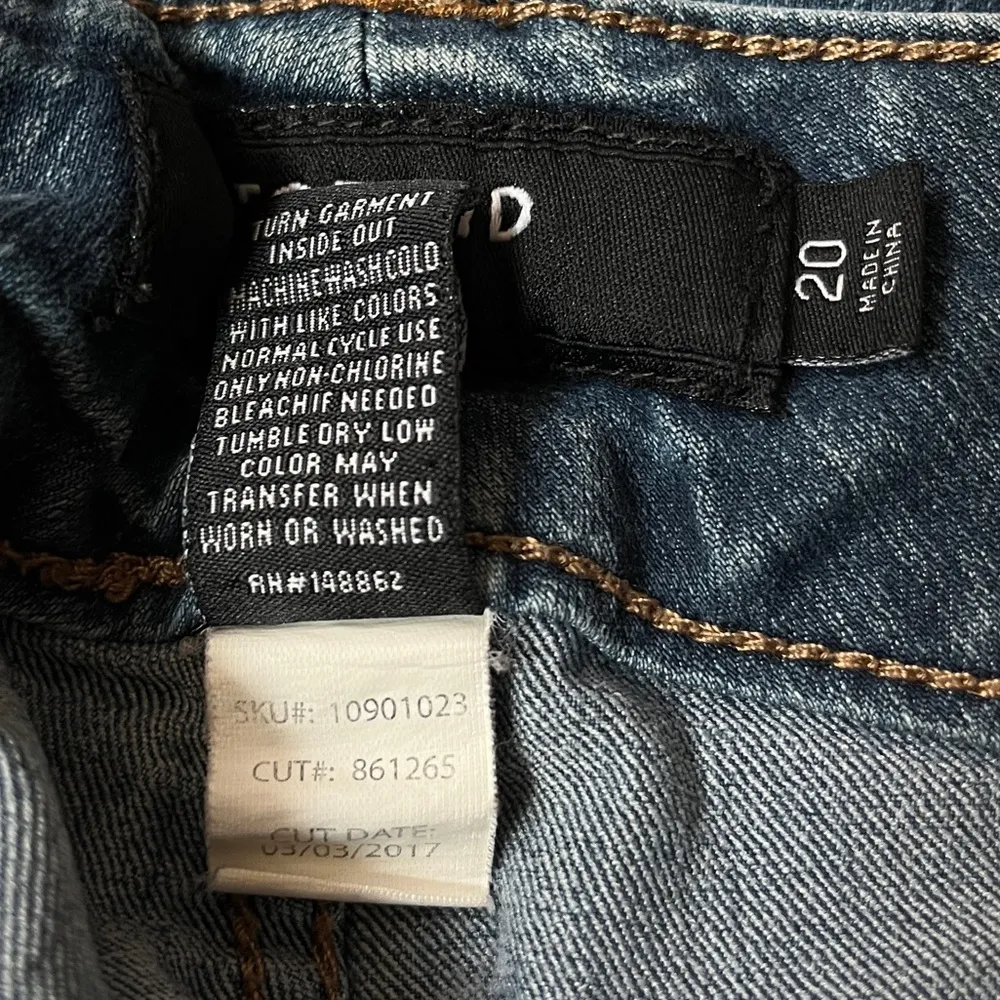 TURN GARMENT
INSIDE OUT
MACHINE WASH COLD
WITH LIKE COLORS
NORMAL CYCLE USE
ONLY NON-CHLORINE
BLEACH IF NEEDED
TUMBLE DRY LOW
COLOR MAY
TRANSFER WHEN
WORN OR WASHED
RN#148862
SKU#: 10901023
CUT#: 861265
CUT DATE:
03/03/2017
20
MADE IN
CHINA